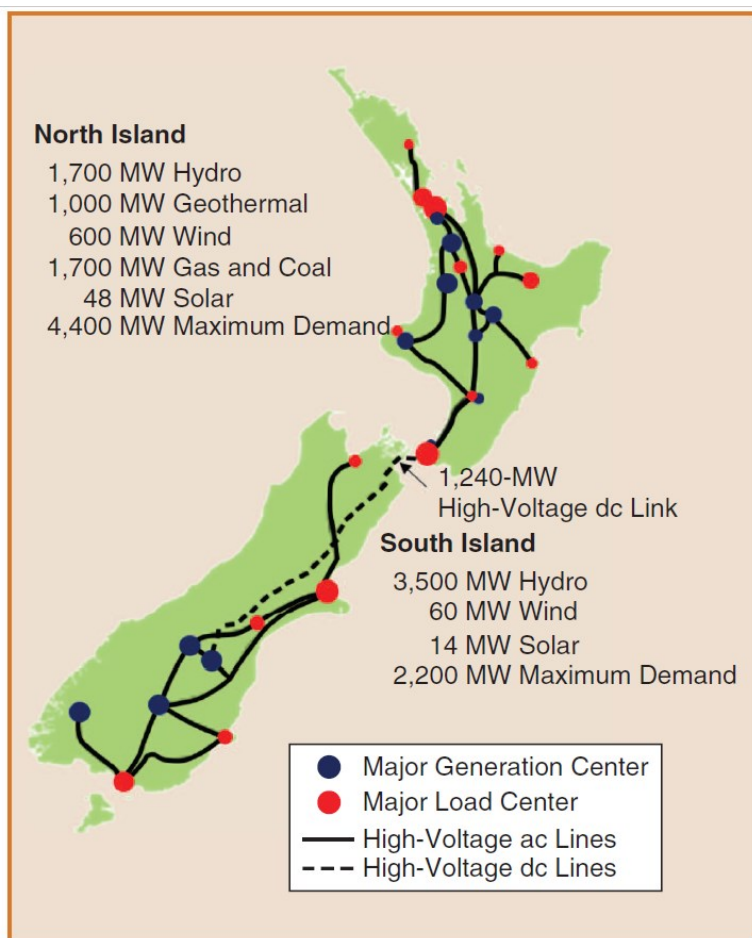 North Island
1,700 MW Hydro
1,000 MW Geothermal
600 MW Wind
1,700 MW Gas and Coal
48 MW Solar
4,400 MW Maximum Demand
1,240-MW
High-Voltage dc Link
South Island
3,500 MW Hydro
60 MW Wind
14 MW Solar
2,200 MW Maximum Demand
Major Generation Center
Major Load Center
High-Voltage ac Lines
High-Voltage dc Lines